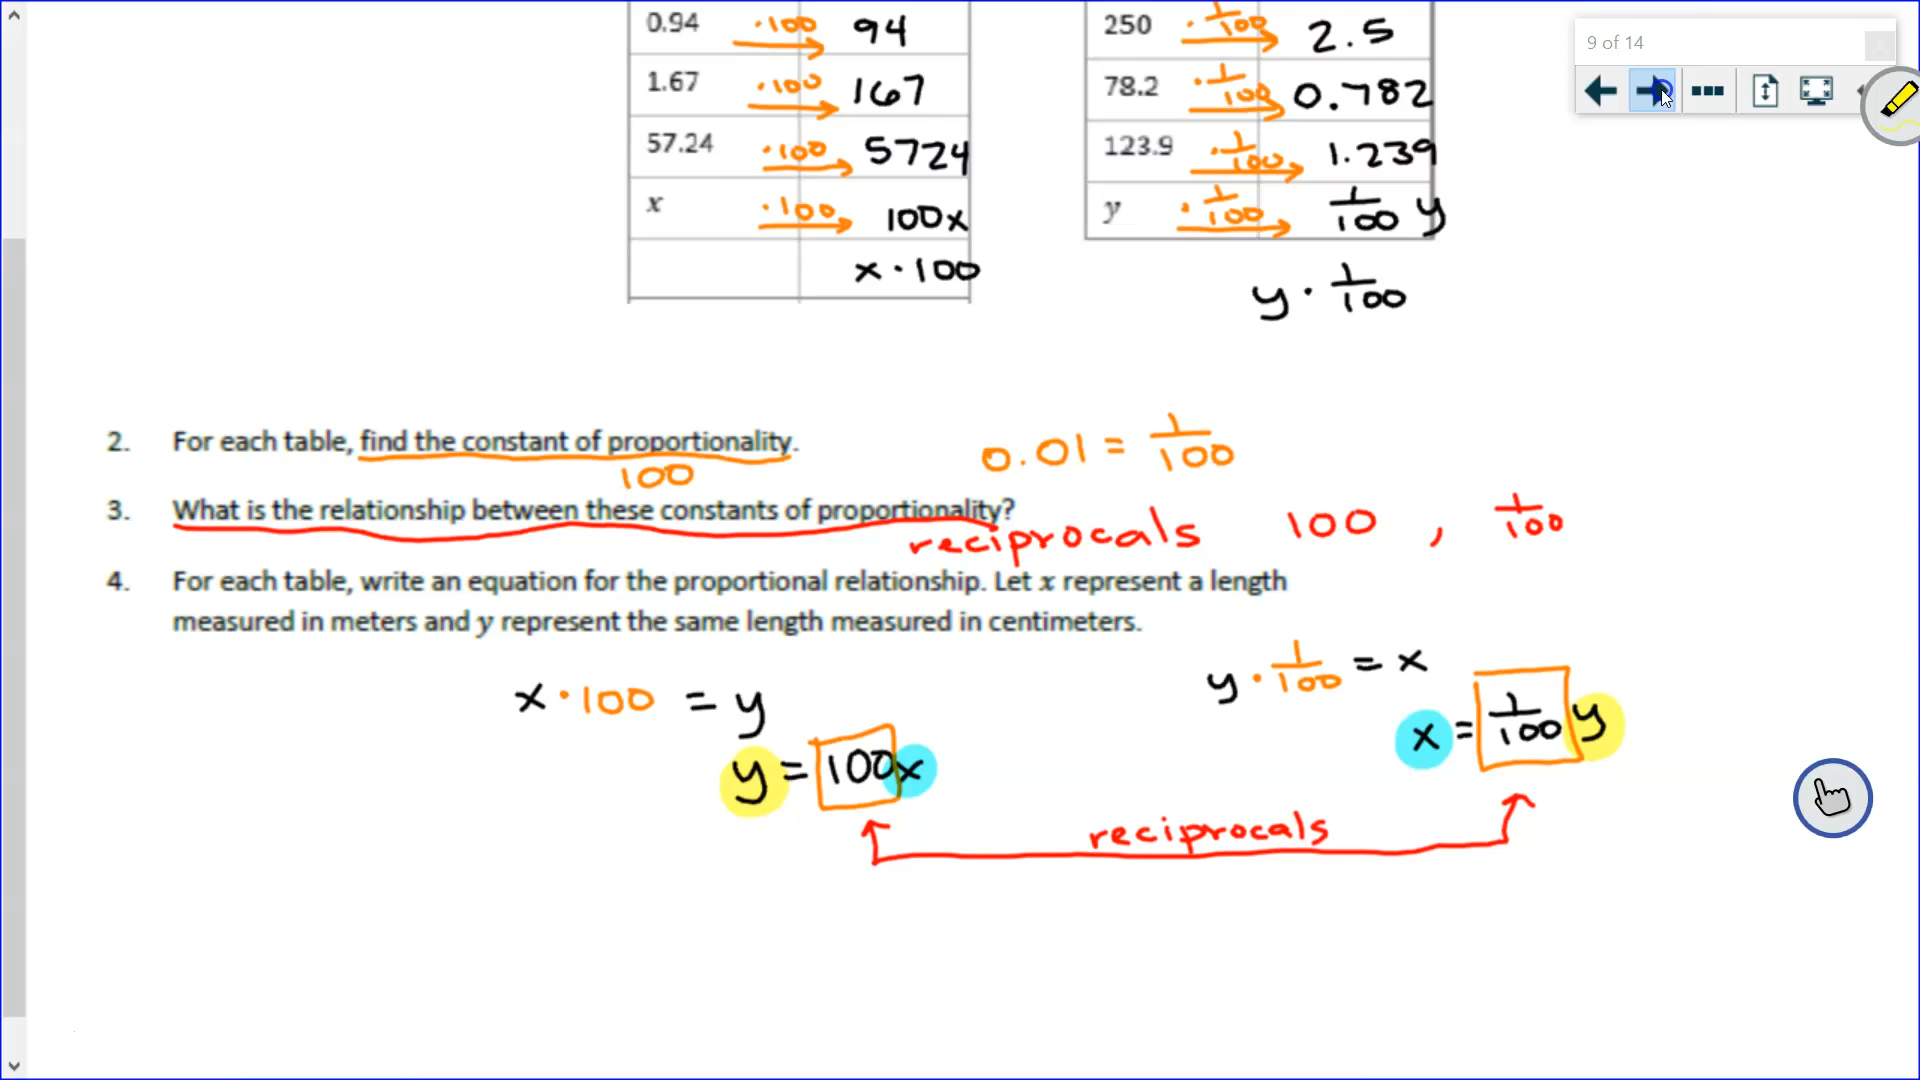 0.94 ·100 94 250 · 1/100 2.5
9 of 14
1.67 ·100 167 78.2 · 1/100 0.782
57.24 ·100 5724 123.9 · 1/100 1.239
x ·100 100x y · 1/100 1/100 y
x · 100 y · 1/100
2. For each table, find the constant of proportionality. 0.01 = 1/100
100
3. What is the relationship between these constants of proportionality?
reciprocals 100 , 1/100
4. For each table, write an equation for the proportional relationship. Let x represent a length
measured in meters and y represent the same length measured in centimeters.
x · 100 = y y · 1/100 = x
y = 100x x = 1/100 y
reciprocals